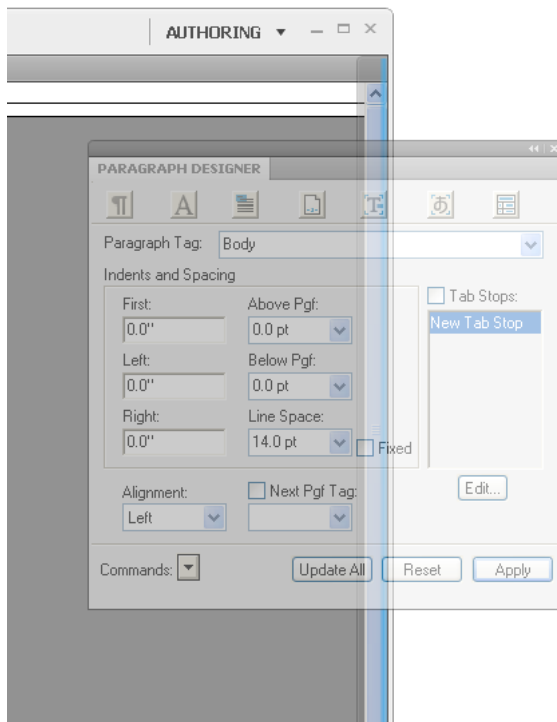 AUTHORING
PARAGRAPH DESIGNER
Paragraph Tag: Body
Indents and Spacing
First: Above Pgf: Tab Stops:
0.0" 0.0 pt New Tab Stop
Left: Below Pgf:
0.0" 0.0 pt
Right: Line Space:
0.0" 14.0 pt Fixed
Alignment: Next Pgf Tag: Edit...
Left
Commands: Update All Reset Apply